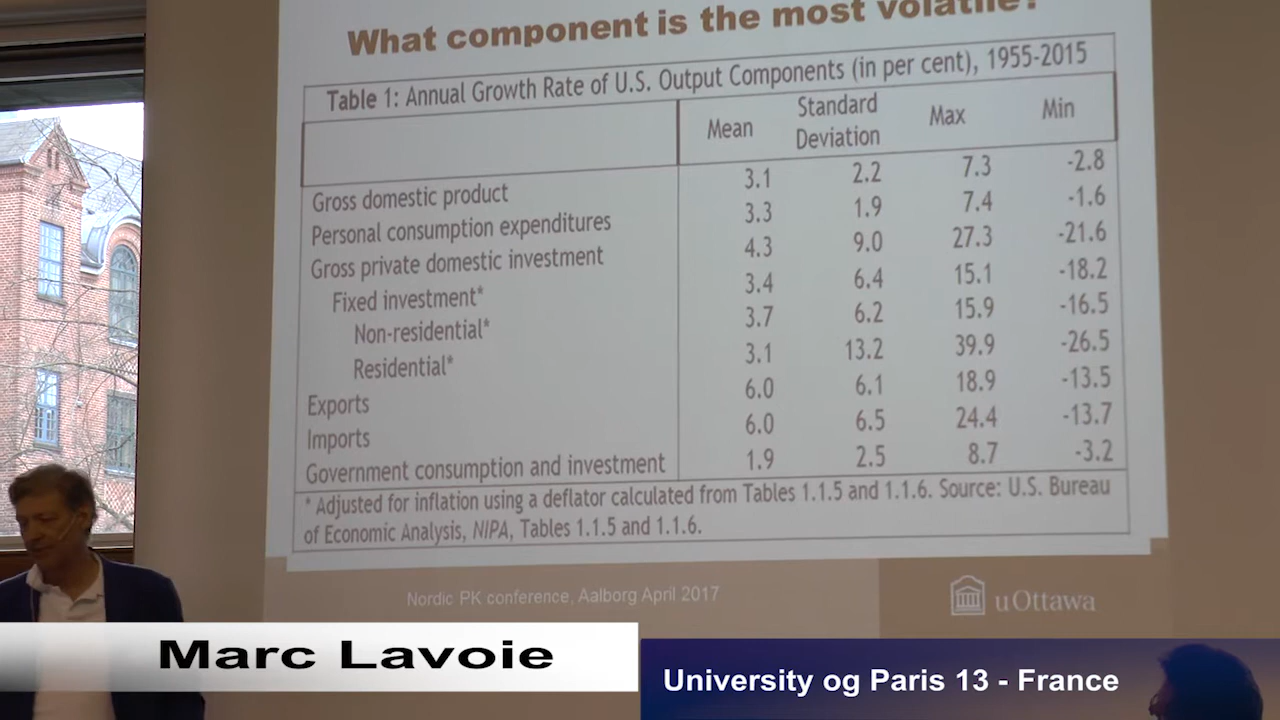 What component is the most volatile?
Table 1: Annual Growth Rate of U.S. Output Components (in per cent), 1955-2015
Mean Standard Deviation Max Min
Gross domestic product 3.1 2.2 7.3 -2.8
Personal consumption expenditures 3.3 1.9 7.4 -1.6
Gross private domestic investment 4.3 9.0 27.3 -21.6
Fixed investment* 3.4 6.4 15.1 -18.2
Non-residential* 3.7 6.2 15.9 -16.5
Residential* 3.1 13.2 39.9 -26.5
Exports 6.0 6.1 18.9 -13.5
Imports 6.0 6.5 24.4 -13.7
Government consumption and investment 1.9 2.5 8.7 -3.2
* Adjusted for inflation using a deflator calculated from Tables 1.1.5 and 1.1.6. Source: U.S. Bureau
of Economic Analysis, NIPA, Tables 1.1.5 and 1.1.6.
Nordic PK conference, Aalborg April 2017
uOttawa
Marc Lavoie
University og Paris 13 - France